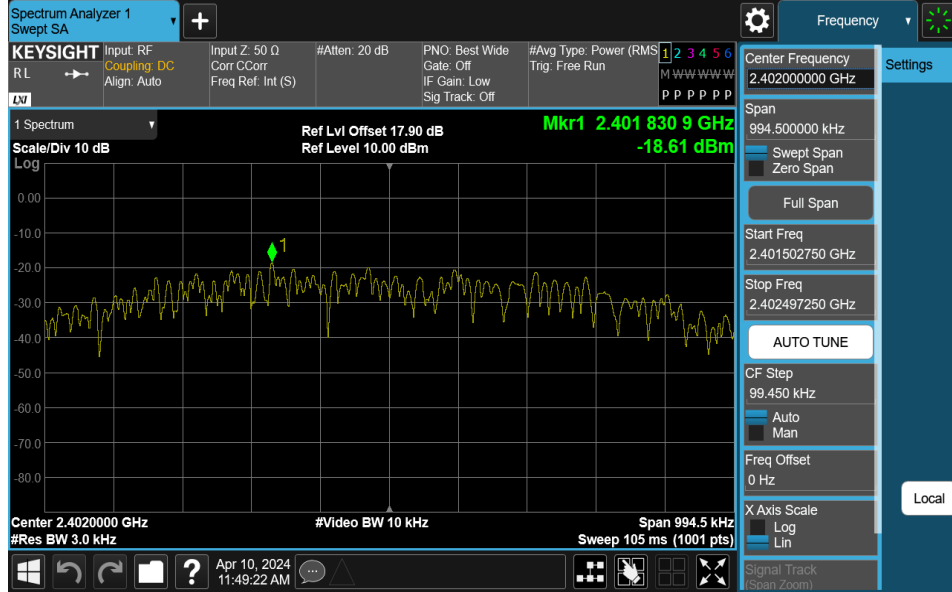 Spectrum Analyzer 1
Swept SA
+
Frequency
KEYSIGHT
RL
LXI
Input: RF
Coupling: DC
Align: Auto
Input Z: 50 Ω
Corr CCorr
Freq Ref: Int (S)
#Atten: 20 dB
PNO: Best Wide
Gate: Off
IF Gain: Low
Sig Track: Off
#Avg Type: Power (RMS
Trig: Free Run
1 2 3 4 5 6
M W W W W W
P P P P P P
1 Spectrum
Scale/Div 10 dB
Ref Lvl Offset 17.90 dB
Ref Level 10.00 dBm
Mkr1 2.401 830 9 GHz
-18.61 dBm
Log
0.00
-10.0
-20.0
-30.0
-40.0
-50.0
-60.0
-70.0
-80.0
1
Center 2.4020000 GHz
#Res BW 3.0 kHz
#Video BW 10 kHz
Span 994.5 kHz
Sweep 105 ms (1001 pts)
Center Frequency
2.402000000 GHz
Span
994.500000 kHz
Swept Span
Zero Span
Full Span
Start Freq
2.401502750 GHz
Stop Freq
2.402497250 GHz
AUTO TUNE
CF Step
99.450 kHz
Auto
Man
Freq Offset
0 Hz
X Axis Scale
Log
Lin
Signal Track
(Span Zoom)
Settings
Local
?
Apr 10, 2024
11:49:22 AM